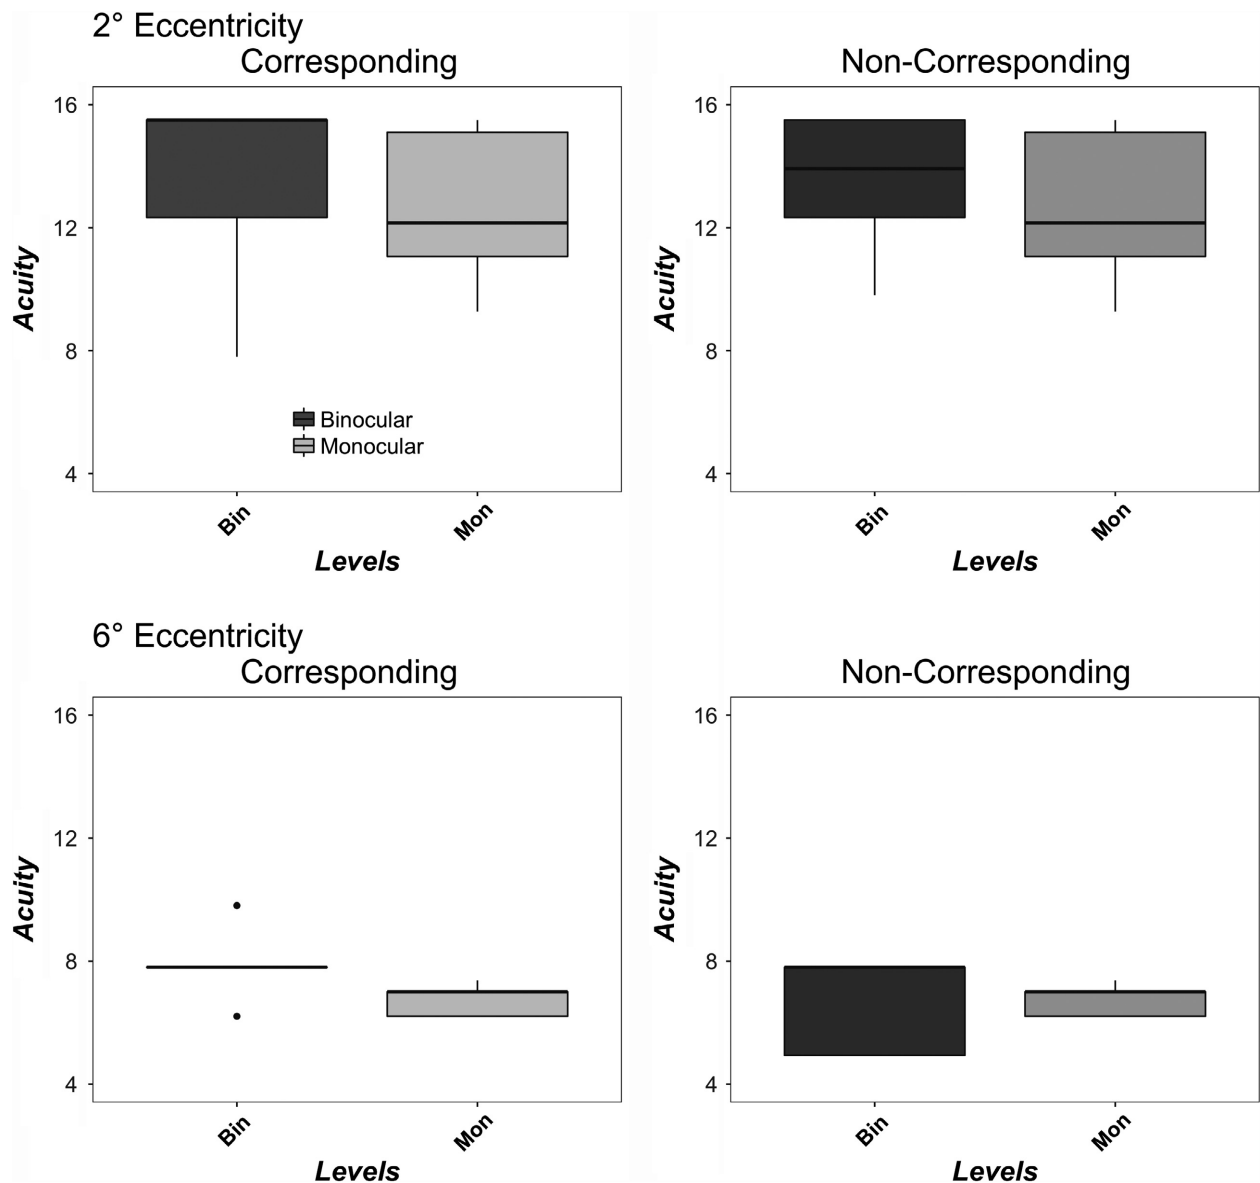 2° Eccentricity
Corresponding
Non-Corresponding
16
12
8
4
Acuity
Binocular
Monocular
Bin
Mon
Levels
16
12
8
4
Acuity
Bin
Mon
Levels
6° Eccentricity
Corresponding
Non-Corresponding
16
12
8
4
Acuity
Bin
Mon
Levels
16
12
8
4
Acuity
Bin
Mon
Levels